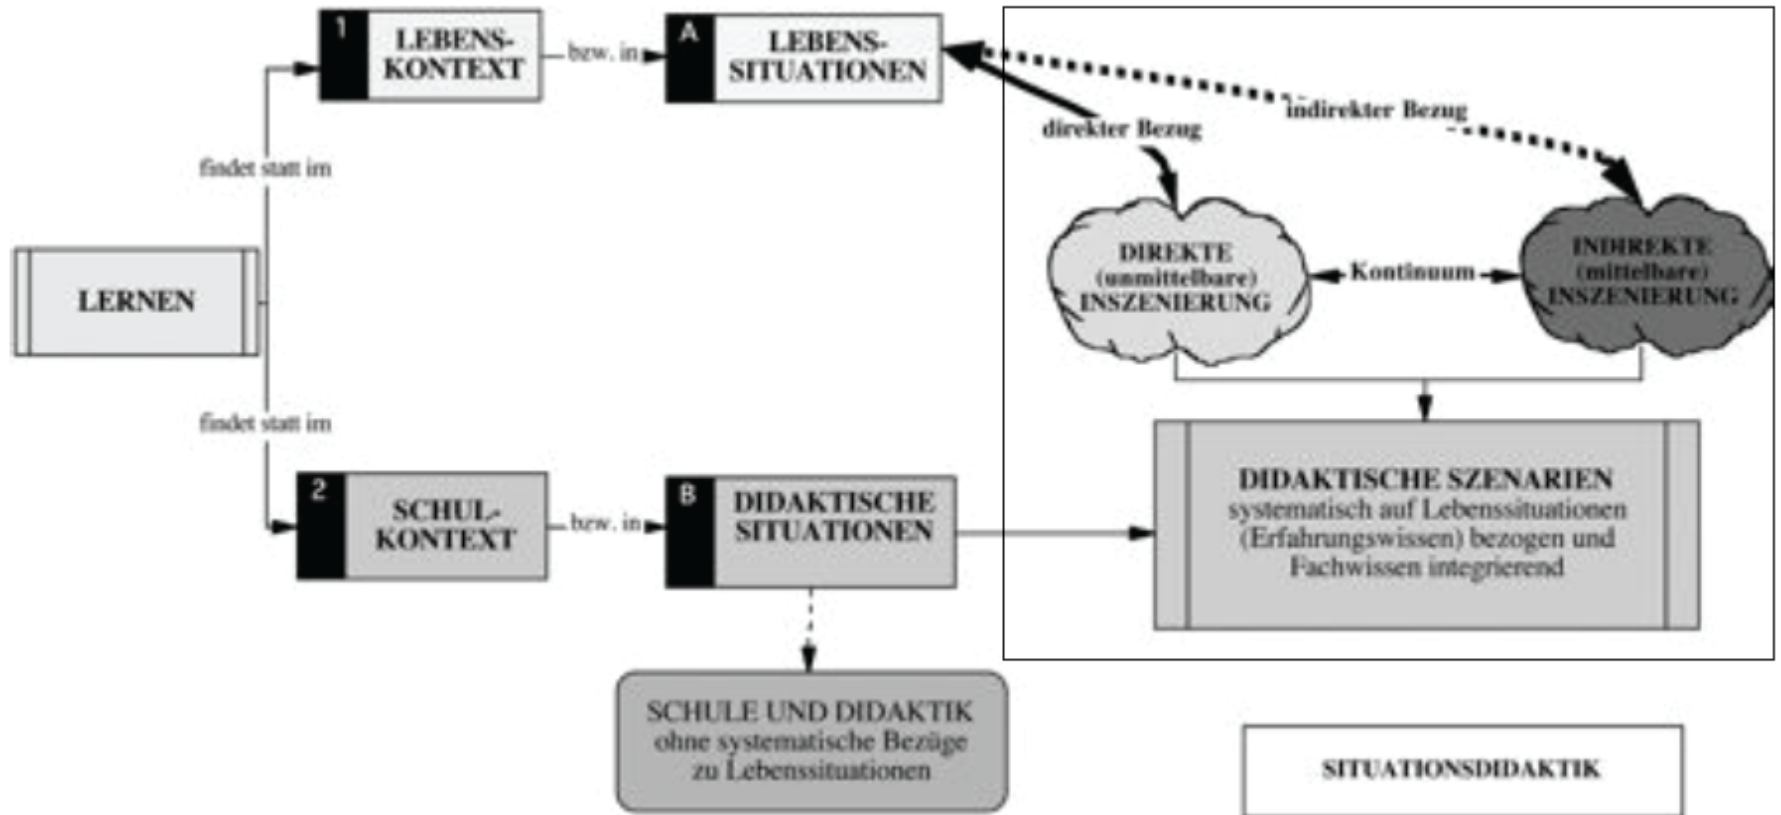 1
LEBENS-
KONTEXT
bzw. in
A
LEBENS-
SITUATIONEN
direkter Bezug
indirekter Bezug
findet statt im
LERNEN
DIREKTE
(unmittelbare)
INSZENIERUNG
Kontinuum
INDIREKTE
(mittelbare)
INSZENIERUNG
findet statt im
2
SCHUL-
KONTEXT
bzw. in
B
DIDAKTISCHE
SITUATIONEN
DIDAKTISCHE SZENARIEN
systematisch auf Lebenssituationen
(Erfahrungswissen) bezogen und
Fachwissen integrierend
SCHULE UND DIDAKTIK
ohne systematische Bezüge
zu Lebenssituationen
SITUATIONSDIDAKTIK